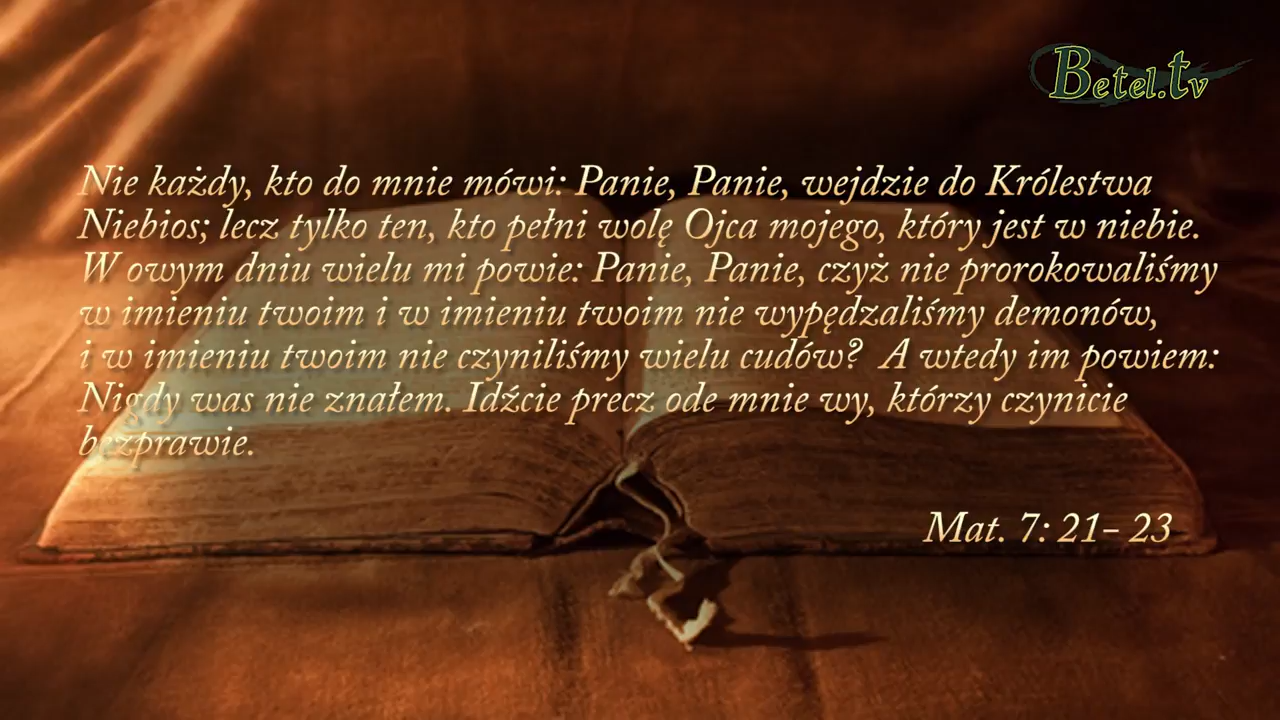 Betel.tv
Nie każdy, kto do mnie mówi: Panie, Panie, wejdzie do Królestwa
Niebios; lecz tylko ten, kto pełni wolę Ojca mojego, który jest w niebie.
W owym dniu wielu mi powie: Panie, Panie, czyż nie prorokowaliśmy
w imieniu twoim i w imieniu twoim nie wypędzaliśmy demonów,
i w imieniu twoim nie czyniliśmy wielu cudów? A wtedy im powiem:
Nigdy was nie znałem. Idźcie precz ode mnie wy, którzy czynicie
bezprawie.
Mat. 7: 21- 23